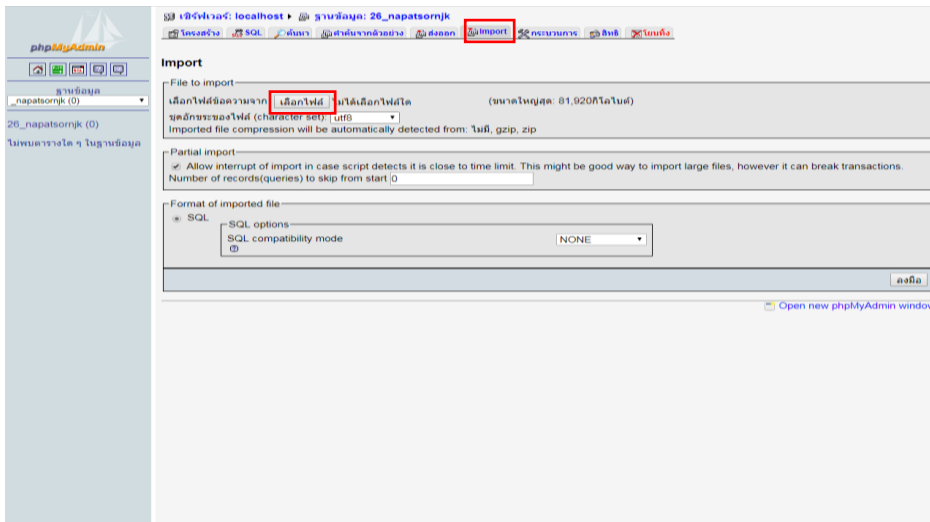 phpMyAdmin
ฐานข้อมูล
_napatsornjk (0)
26_napatsornjk (0)
ไม่พบตารางใด ๆ ในฐานข้อมูล
เซิร์ฟเวอร์: localhost ▸ ฐานข้อมูล: 26_napatsornjk
โครงสร้าง SQL ค้นหา คำค้นจากตัวอย่าง ส่งออก Import กระบวนการ สิทธิ โยนทิ้ง
Import
File to import
เลือกไฟล์ข้อความจาก เลือกไฟล์ ไม่ได้เลือกไฟล์ใด (ขนาดใหญ่สุด: 81,920กิโลไบต์)
ชุดอักขระของไฟล์ (character set): utf8
Imported file compression will be automatically detected from: ไม่มี, gzip, zip
Partial import
Allow interrupt of import in case script detects it is close to time limit. This might be good way to import large files, however it can break transactions.
Number of records(queries) to skip from start 0
Format of imported file
SQL
SQL options
SQL compatibility mode NONE
ลงมือ
Open new phpMyAdmin window